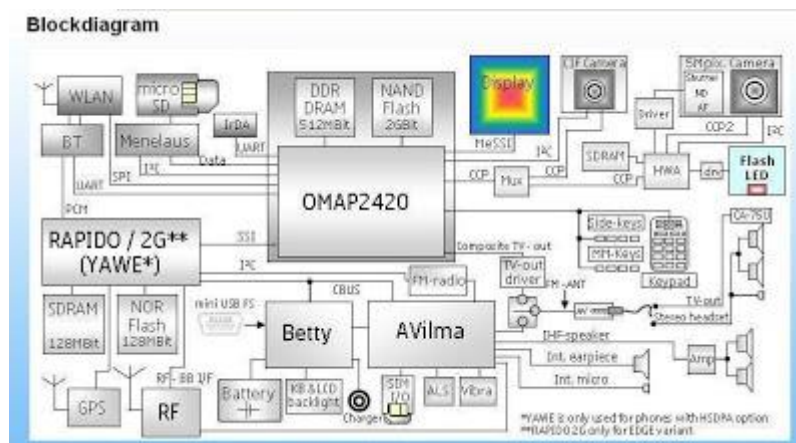 Blockdiagram
WLAN
micro
SD
IrDA
DDR
DRAM
512MBit
NAND
Flash
2GBit
Display
CIF Camera
5Mpix. Camera
Shutter
ND
AF
Driver
CCP2
I²C
BT
Menelaus
UART
Data
I²C
SPI
UART
PCM
OMAP2420
MeSSI
I²C
CCP
Mux
CCP
SDRAM
HWA
drv
Flash
LED
RAPIDO / 2G**
(YAWE*)
SSI
I²C
Side-keys
MM-Keys
Keypad
CA-75U
Composite TV-out
TV-out
driver
FM-radio
FM-ANT
AV
TV-out
Stereo headset
SDRAM
128MBit
NOR
Flash
128MBit
mini USB FS
CBUS
Betty
AVilma
IHF-speaker
Amp
Int. earpiece
Int. micro
RF-BB I/F
GPS
RF
Battery
KB &LCD
backlight
Charger
SIM
I/O
ALS
Vibra
*YAWE is only used for phones with HSDPA option
**RAPIDO 2G only for EDGE variant